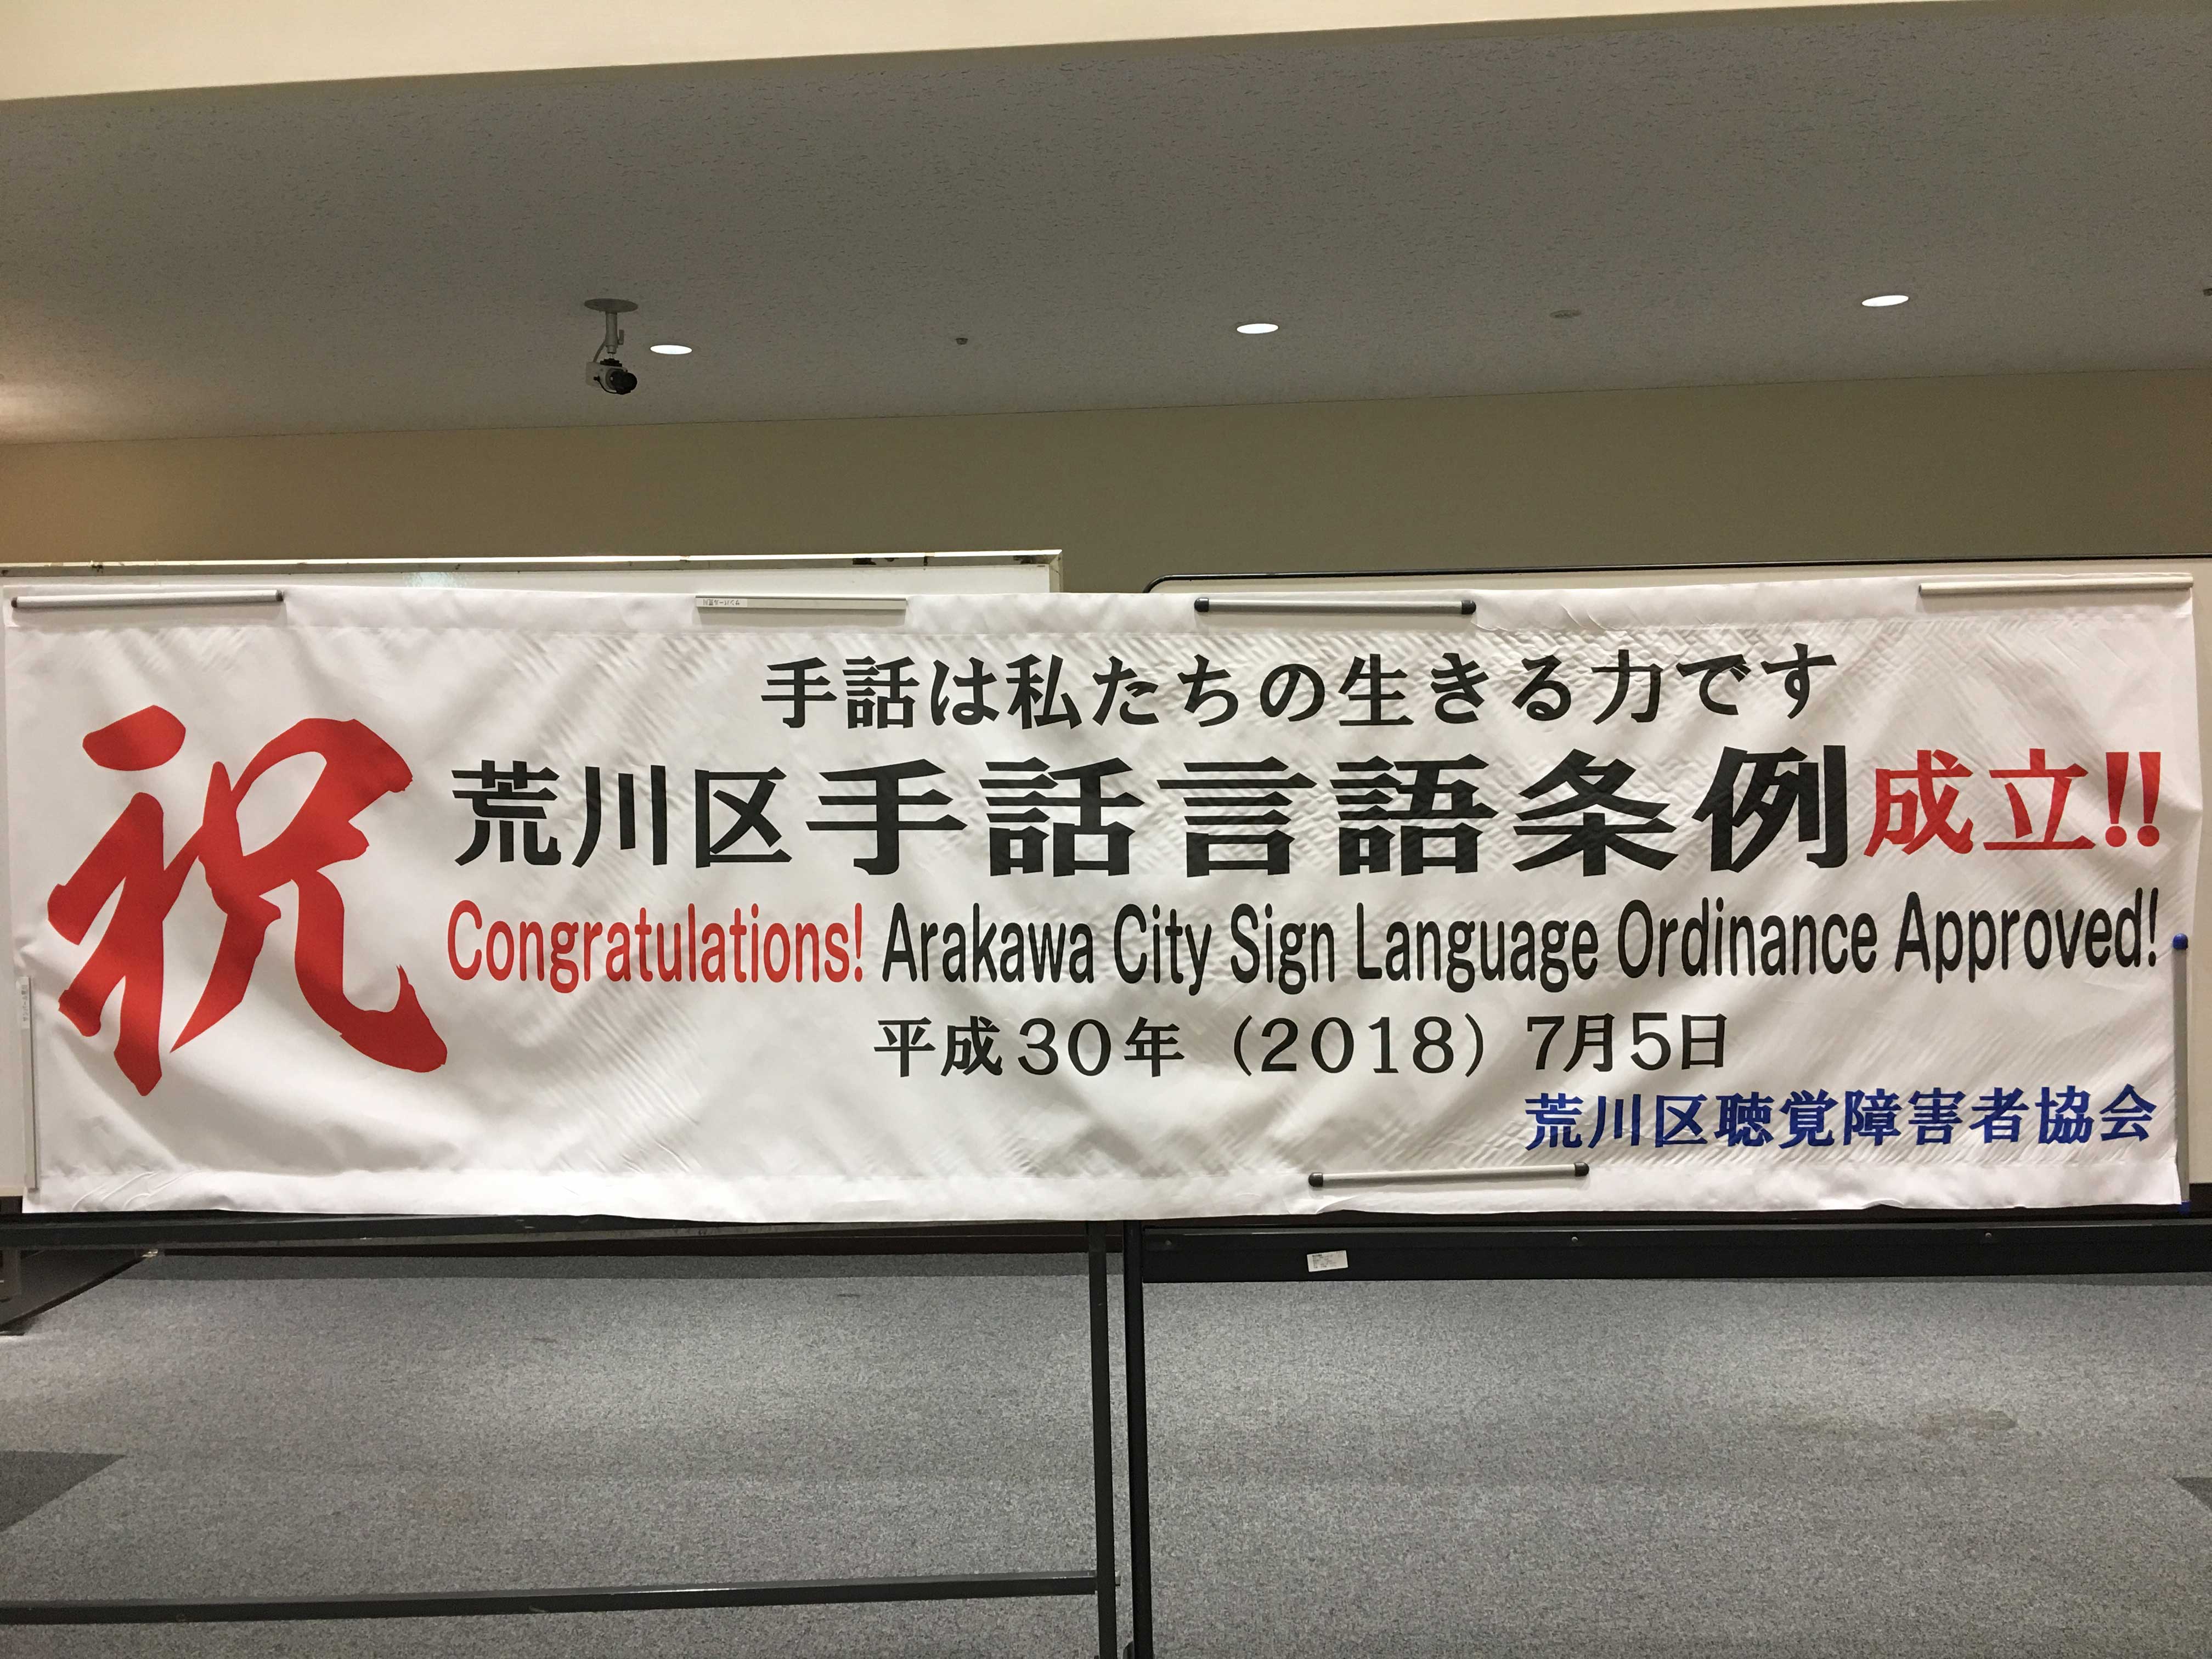 祝
手話は私たちの生きる力です
荒川区手話言語条例成立!!
Congratulations! Arakawa City Sign Language Ordinance Approved!
平成30年（2018）7月5日
荒川区聴覚障害者協会